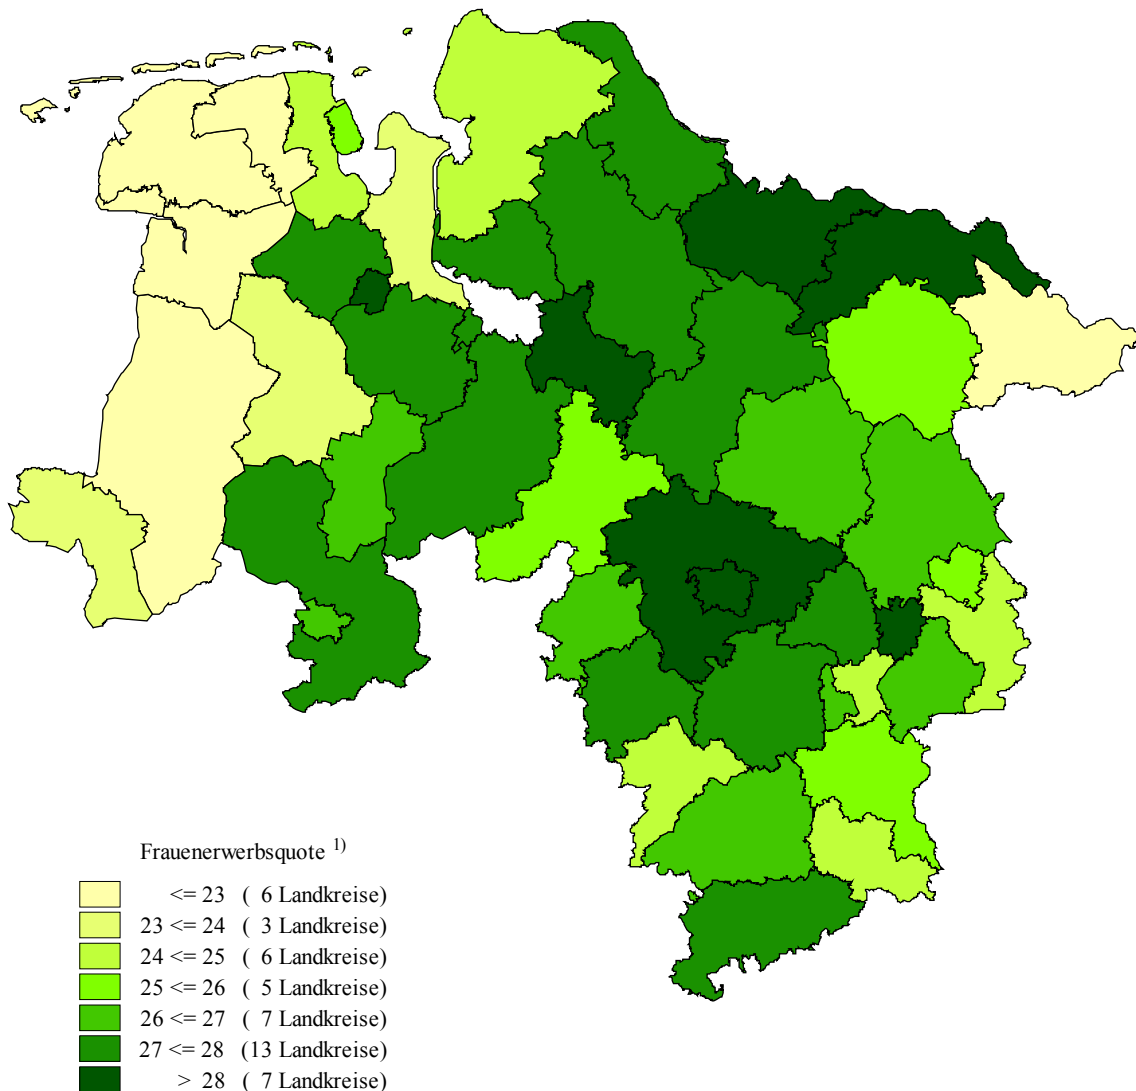 Frauenerwerbsquote 1)
<= 23 ( 6 Landkreise)
23 <= 24 ( 3 Landkreise)
24 <= 25 ( 6 Landkreise)
25 <= 26 ( 5 Landkreise)
26 <= 27 ( 7 Landkreise)
27 <= 28 (13 Landkreise)
> 28 ( 7 Landkreise)